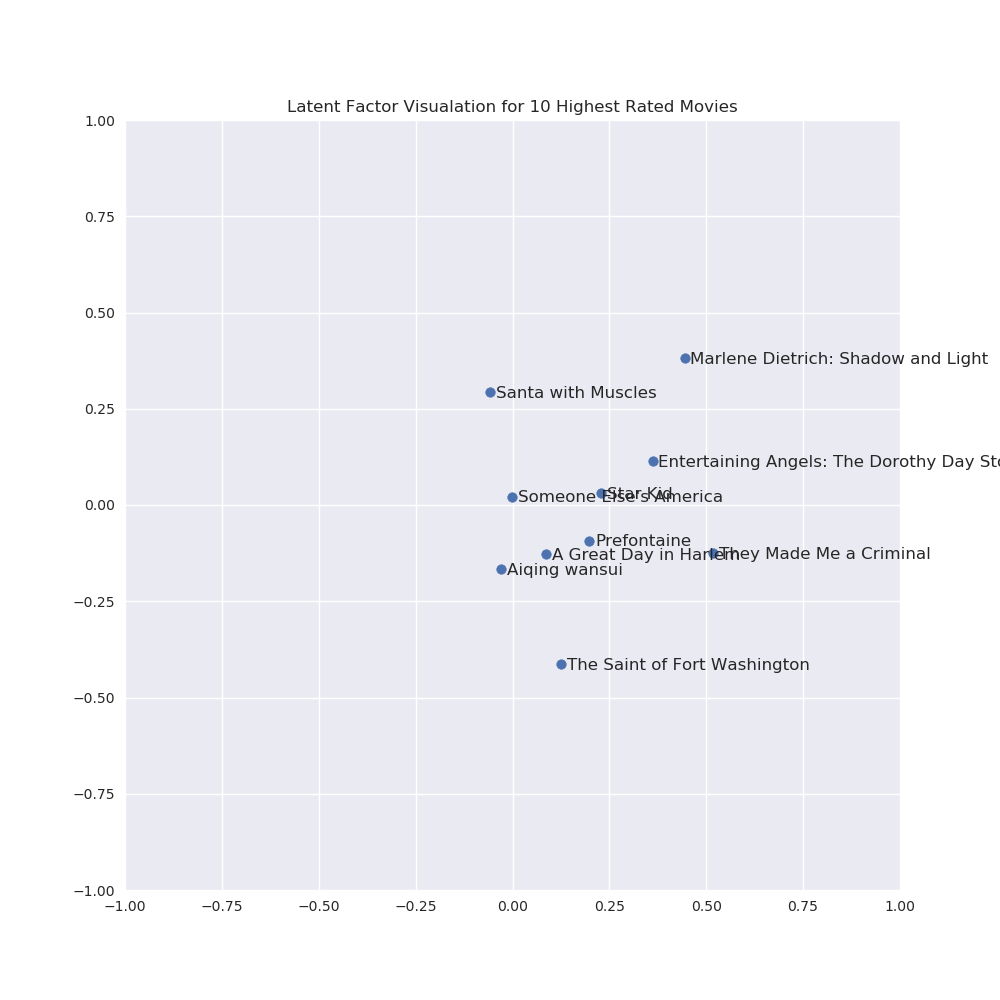 Latent Factor Visualation for 10 Highest Rated Movies
1.00
0.75
0.50
Marlene Dietrich: Shadow and Light
Santa with Muscles
0.25
Entertaining Angels: The Dorothy Day
Star Kid
Someone Else's America
0.00
Prefontaine
A Great Day in Harlem
They Made Me a Criminal
Aiqing wansui
−0.25
The Saint of Fort Washington
−0.50
−0.75
−1.00
−1.00 −0.75 −0.50 −0.25 0.00 0.25 0.50 0.75 1.00